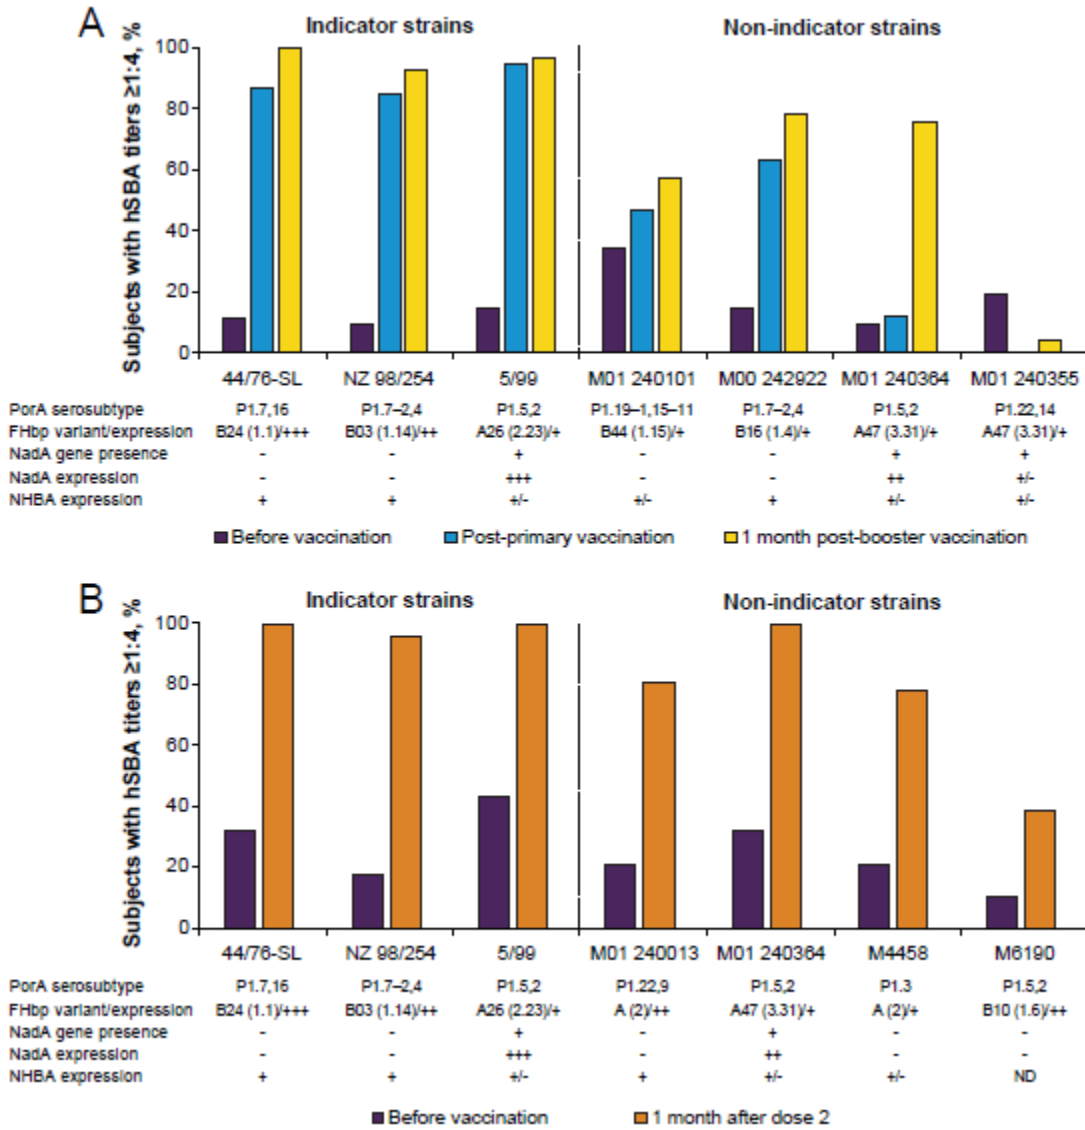 A
Indicator strains
Non-indicator strains
Subjects with hSBA titers ≥1:4, %
100
80
60
40
20
0
44/76-SL NZ 98/254 5/99 M01 240101 M00 242922 M01 240364 M01 240355
PorA serosubtype P1.7,16 P1.7–2,4 P1.5,2 P1.19–1,15–11 P1.7–2,4 P1.5,2 P1.22,14
FHbp variant/expression B24 (1.1)/+++ B03 (1.14)/++ A26 (2.23)/+ B44 (1.15)/+ B16 (1.4)/+ A47 (3.31)/+ A47 (3.31)/+
NadA gene presence - - + - - + +
NadA expression - - +++ - - ++ +/-
NHBA expression + + +/- +/- + +/- +/-
Before vaccination Post-primary vaccination 1 month post-booster vaccination
B
Indicator strains
Non-indicator strains
Subjects with hSBA titers ≥1:4, %
100
80
60
40
20
0
44/76-SL NZ 98/254 5/99 M01 240013 M01 240364 M4458 M6190
PorA serosubtype P1.7,16 P1.7–2,4 P1.5,2 P1.22,9 P1.5,2 P1.3 P1.5,2
FHbp variant/expression B24 (1.1)/+++ B03 (1.14)/++ A26 (2.23)/+ A (2)/++ A47 (3.31)/+ A (2)/+ B10 (1.6)/++
NadA gene presence - - + - + - -
NadA expression - - +++ - ++ - -
NHBA expression + + +/- + +/- +/- ND
Before vaccination 1 month after dose 2